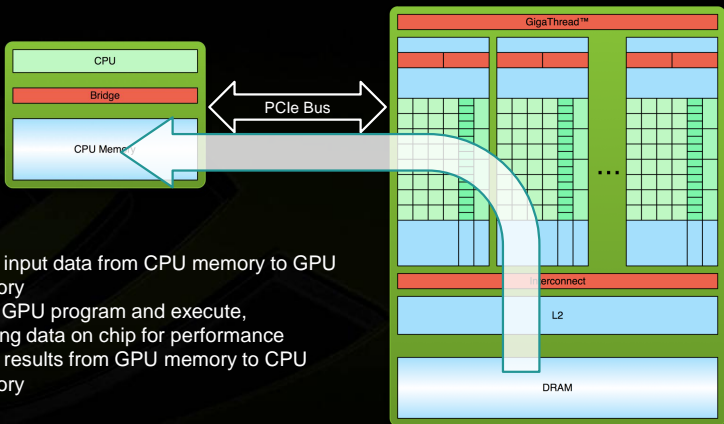 GigaThread™
CPU
Bridge
PCIe Bus
CPU Memory
...
input data from CPU memory to GPU
ory
GPU program and execute,
ing data on chip for performance
results from GPU memory to CPU
ory
Interconnect
L2
DRAM